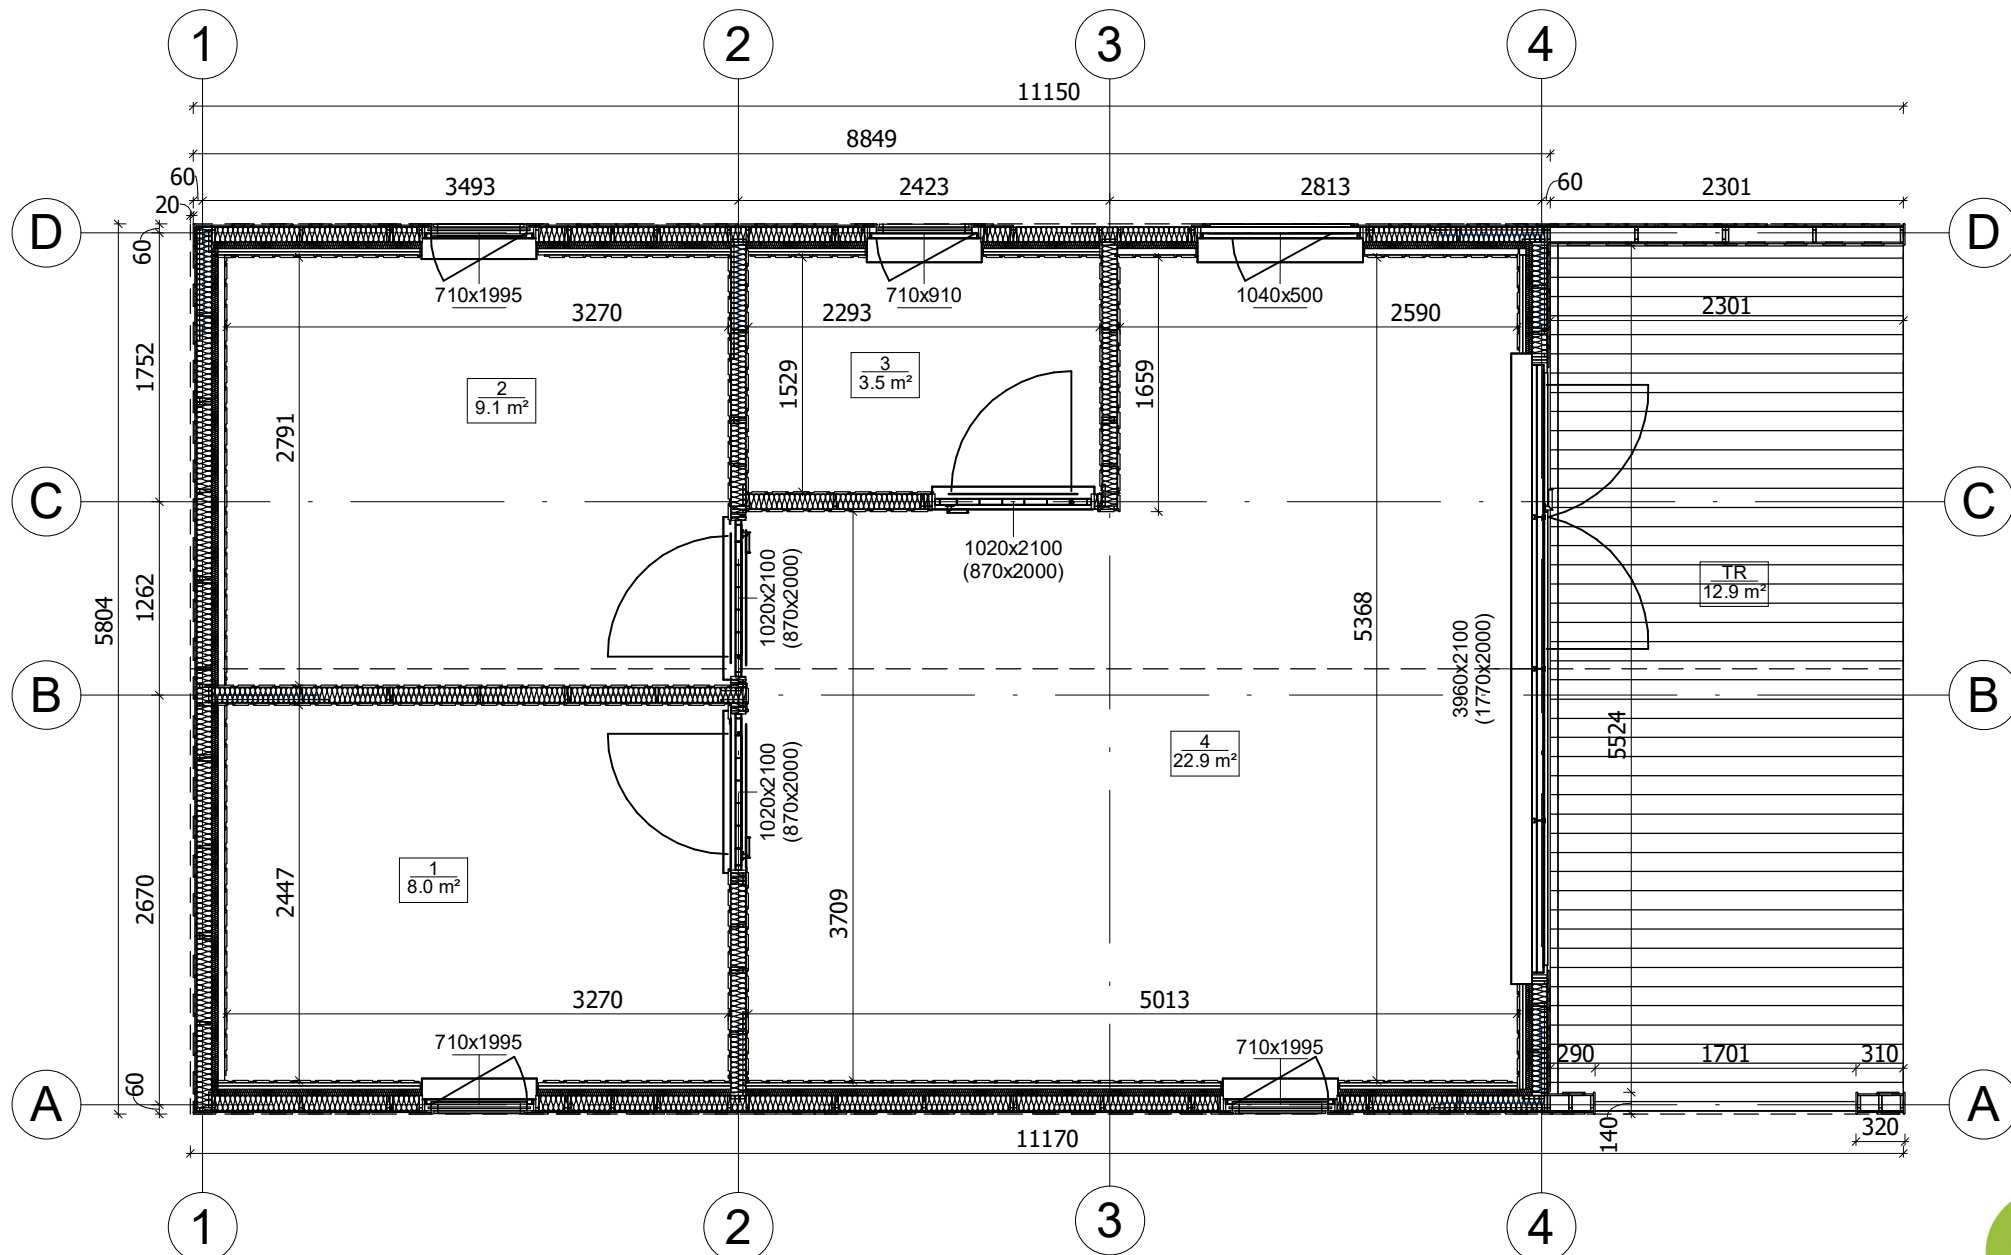 1 2 3 4
11150
8849
60 3493 2423 2813 60 2301
20
D D
60
710x1995 710x910 1040x500
3270 2293 2590 2301
1752
3
3.5 m²
2
9.1 m²
1529
1659
2791
C C
1020x2100
(870x2000)
1020x2100
(870x2000)
TR
12.9 m²
1262
5804
5368
3960x2100
(1770x2000)
B B
5524
4
22.9 m²
1020x2100
(870x2000)
1
8.0 m²
2670
2447
3709
3270 5013
710x1995 710x1995
290 1701 310
60
A A
140
320
11170
1 2 3 4